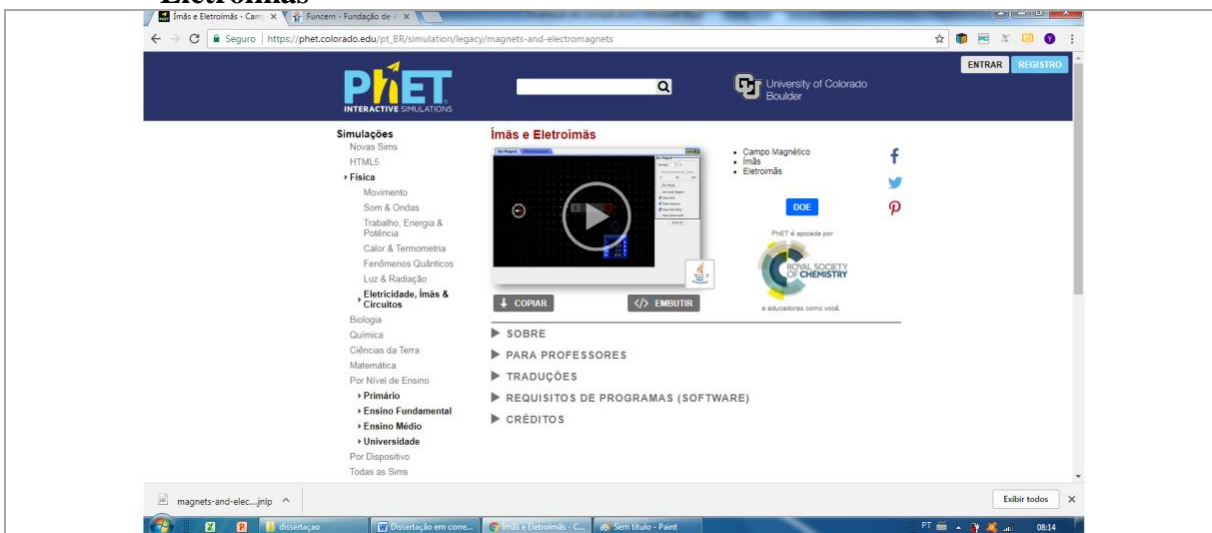 Eletroímãs
Ímãs e Eletroímãs - Cam
Funcern - Fundação de
Seguro | https://phet.colorado.edu/pt_BR/simulation/legacy/magnets-and-electromagnets
ENTRAR REGISTRO
PhET
INTERACTIVE SIMULATIONS
University of Colorado
Boulder
Simulações
Novas Sims
HTML5
Física
Movimento
Som & Ondas
Trabalho, Energia &
Potência
Calor & Termometria
Fenômenos Quânticos
Luz & Radiação
Eletricidade, Ímãs &
Circuitos
Biologia
Química
Ciências da Terra
Matemática
Por Nível de Ensino
Primário
Ensino Fundamental
Ensino Médio
Universidade
Por Dispositivo
Todas as Sims
Ímãs e Eletroímãs
COPIAR
</> EMBUTIR
Campo Magnético
Ímãs
Eletroimãs
DOE
PhET é apoiada por
ROYAL SOCIETY
OF CHEMISTRY
e educadores como você.
SOBRE
PARA PROFESSORES
TRADUÇÕES
REQUISITOS DE PROGRAMAS (SOFTWARE)
CRÉDITOS
magnets-and-elec....jnlp
Exibir todos
dissertaçao
Dissertação em corre...
Ímãs e Eletroímãs - C...
Sem título - Paint
PT
08:14